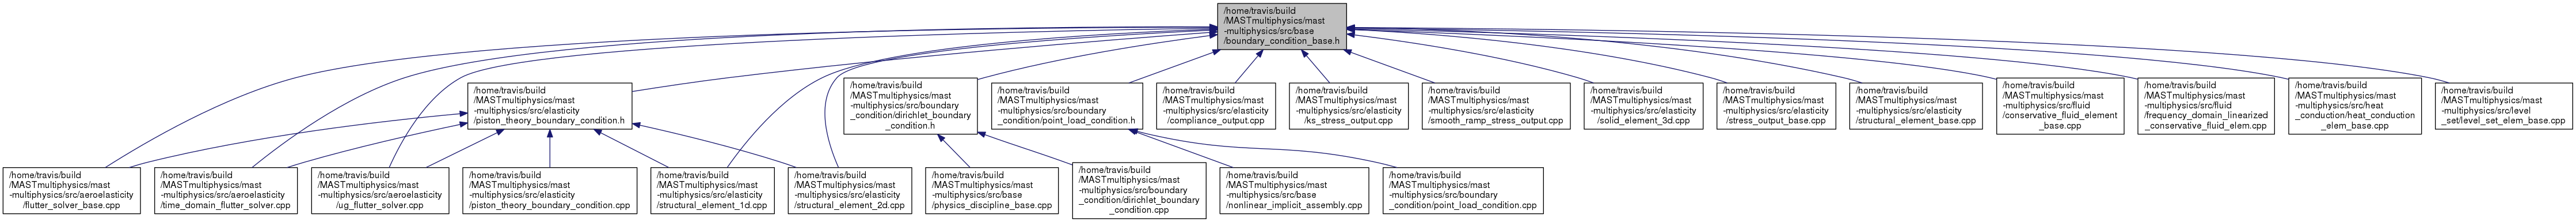 /home/travis/build
/MASTmultiphysics/mast
-multiphysics/src/base
/boundary_condition_base.h
/home/travis/build
/MASTmultiphysics/mast
-multiphysics/src/elasticity
/piston_theory_boundary_condition.h
/home/travis/build
/MASTmultiphysics/mast
-multiphysics/src/boundary
_condition/dirichlet_boundary
_condition.h
/home/travis/build
/MASTmultiphysics/mast
-multiphysics/src/boundary
_condition/point_load_condition.h
/home/travis/build
/MASTmultiphysics/mast
-multiphysics/src/elasticity
/compliance_output.cpp
/home/travis/build
/MASTmultiphysics/mast
-multiphysics/src/elasticity
/ks_stress_output.cpp
/home/travis/build
/MASTmultiphysics/mast
-multiphysics/src/elasticity
/smooth_ramp_stress_output.cpp
/home/travis/build
/MASTmultiphysics/mast
-multiphysics/src/elasticity
/solid_element_3d.cpp
/home/travis/build
/MASTmultiphysics/mast
-multiphysics/src/elasticity
/stress_output_base.cpp
/home/travis/build
/MASTmultiphysics/mast
-multiphysics/src/elasticity
/structural_element_base.cpp
/home/travis/build
/MASTmultiphysics/mast
-multiphysics/src/fluid
/conservative_fluid_element
_base.cpp
/home/travis/build
/MASTmultiphysics/mast
-multiphysics/src/fluid
/frequency_domain_linearized
_conservative_fluid_elem.cpp
/home/travis/build
/MASTmultiphysics/mast
-multiphysics/src/heat
_conduction/heat_conduction
_elem_base.cpp
/home/travis/build
/MASTmultiphysics/mast
-multiphysics/src/level
_set/level_set_elem_base.cpp
/home/travis/build
/MASTmultiphysics/mast
-multiphysics/src/aeroelasticity
/flutter_solver_base.cpp
/home/travis/build
/MASTmultiphysics/mast
-multiphysics/src/aeroelasticity
/time_domain_flutter_solver.cpp
/home/travis/build
/MASTmultiphysics/mast
-multiphysics/src/aeroelasticity
/ug_flutter_solver.cpp
/home/travis/build
/MASTmultiphysics/mast
-multiphysics/src/elasticity
/piston_theory_boundary_condition.cpp
/home/travis/build
/MASTmultiphysics/mast
-multiphysics/src/elasticity
/structural_element_1d.cpp
/home/travis/build
/MASTmultiphysics/mast
-multiphysics/src/elasticity
/structural_element_2d.cpp
/home/travis/build
/MASTmultiphysics/mast
-multiphysics/src/base
/physics_discipline_base.cpp
/home/travis/build
/MASTmultiphysics/mast
-multiphysics/src/boundary
_condition/dirichlet_boundary
_condition.cpp
/home/travis/build
/MASTmultiphysics/mast
-multiphysics/src/base
/nonlinear_implicit_assembly.cpp
/home/travis/build
/MASTmultiphysics/mast
-multiphysics/src/boundary
_condition/point_load_condition.cpp